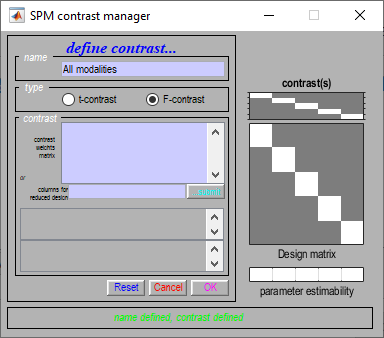 SPM contrast manager
define contrast...
name
All modalities
type
t-contrast
F-contrast
contrast
contrast
weights
matrix
or
columns for
reduced design
...submit
Reset
Cancel
OK
contrast(s)
Design matrix
parameter estimability
name defined, contrast defined